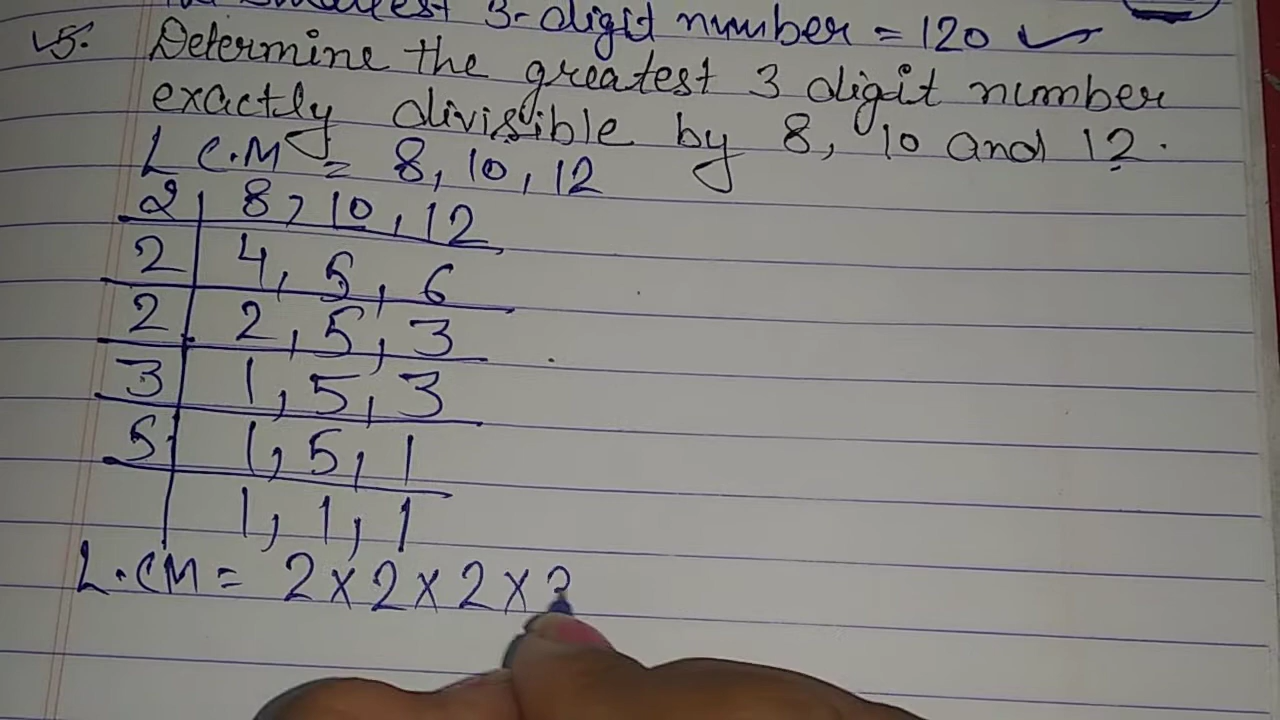 smallest 3-digit number = 120 ✓
5. Determine the greatest 3 digit number
exactly divisible by 8, 10 and 12.
L C.M = 8, 10, 12
2 | 8, 10, 12
2 | 4, 5, 6
2 | 2, 5, 3
3 | 1, 5, 3
5 | 1, 5, 1
| 1, 1, 1
L.CM = 2 × 2 × 2 × 3